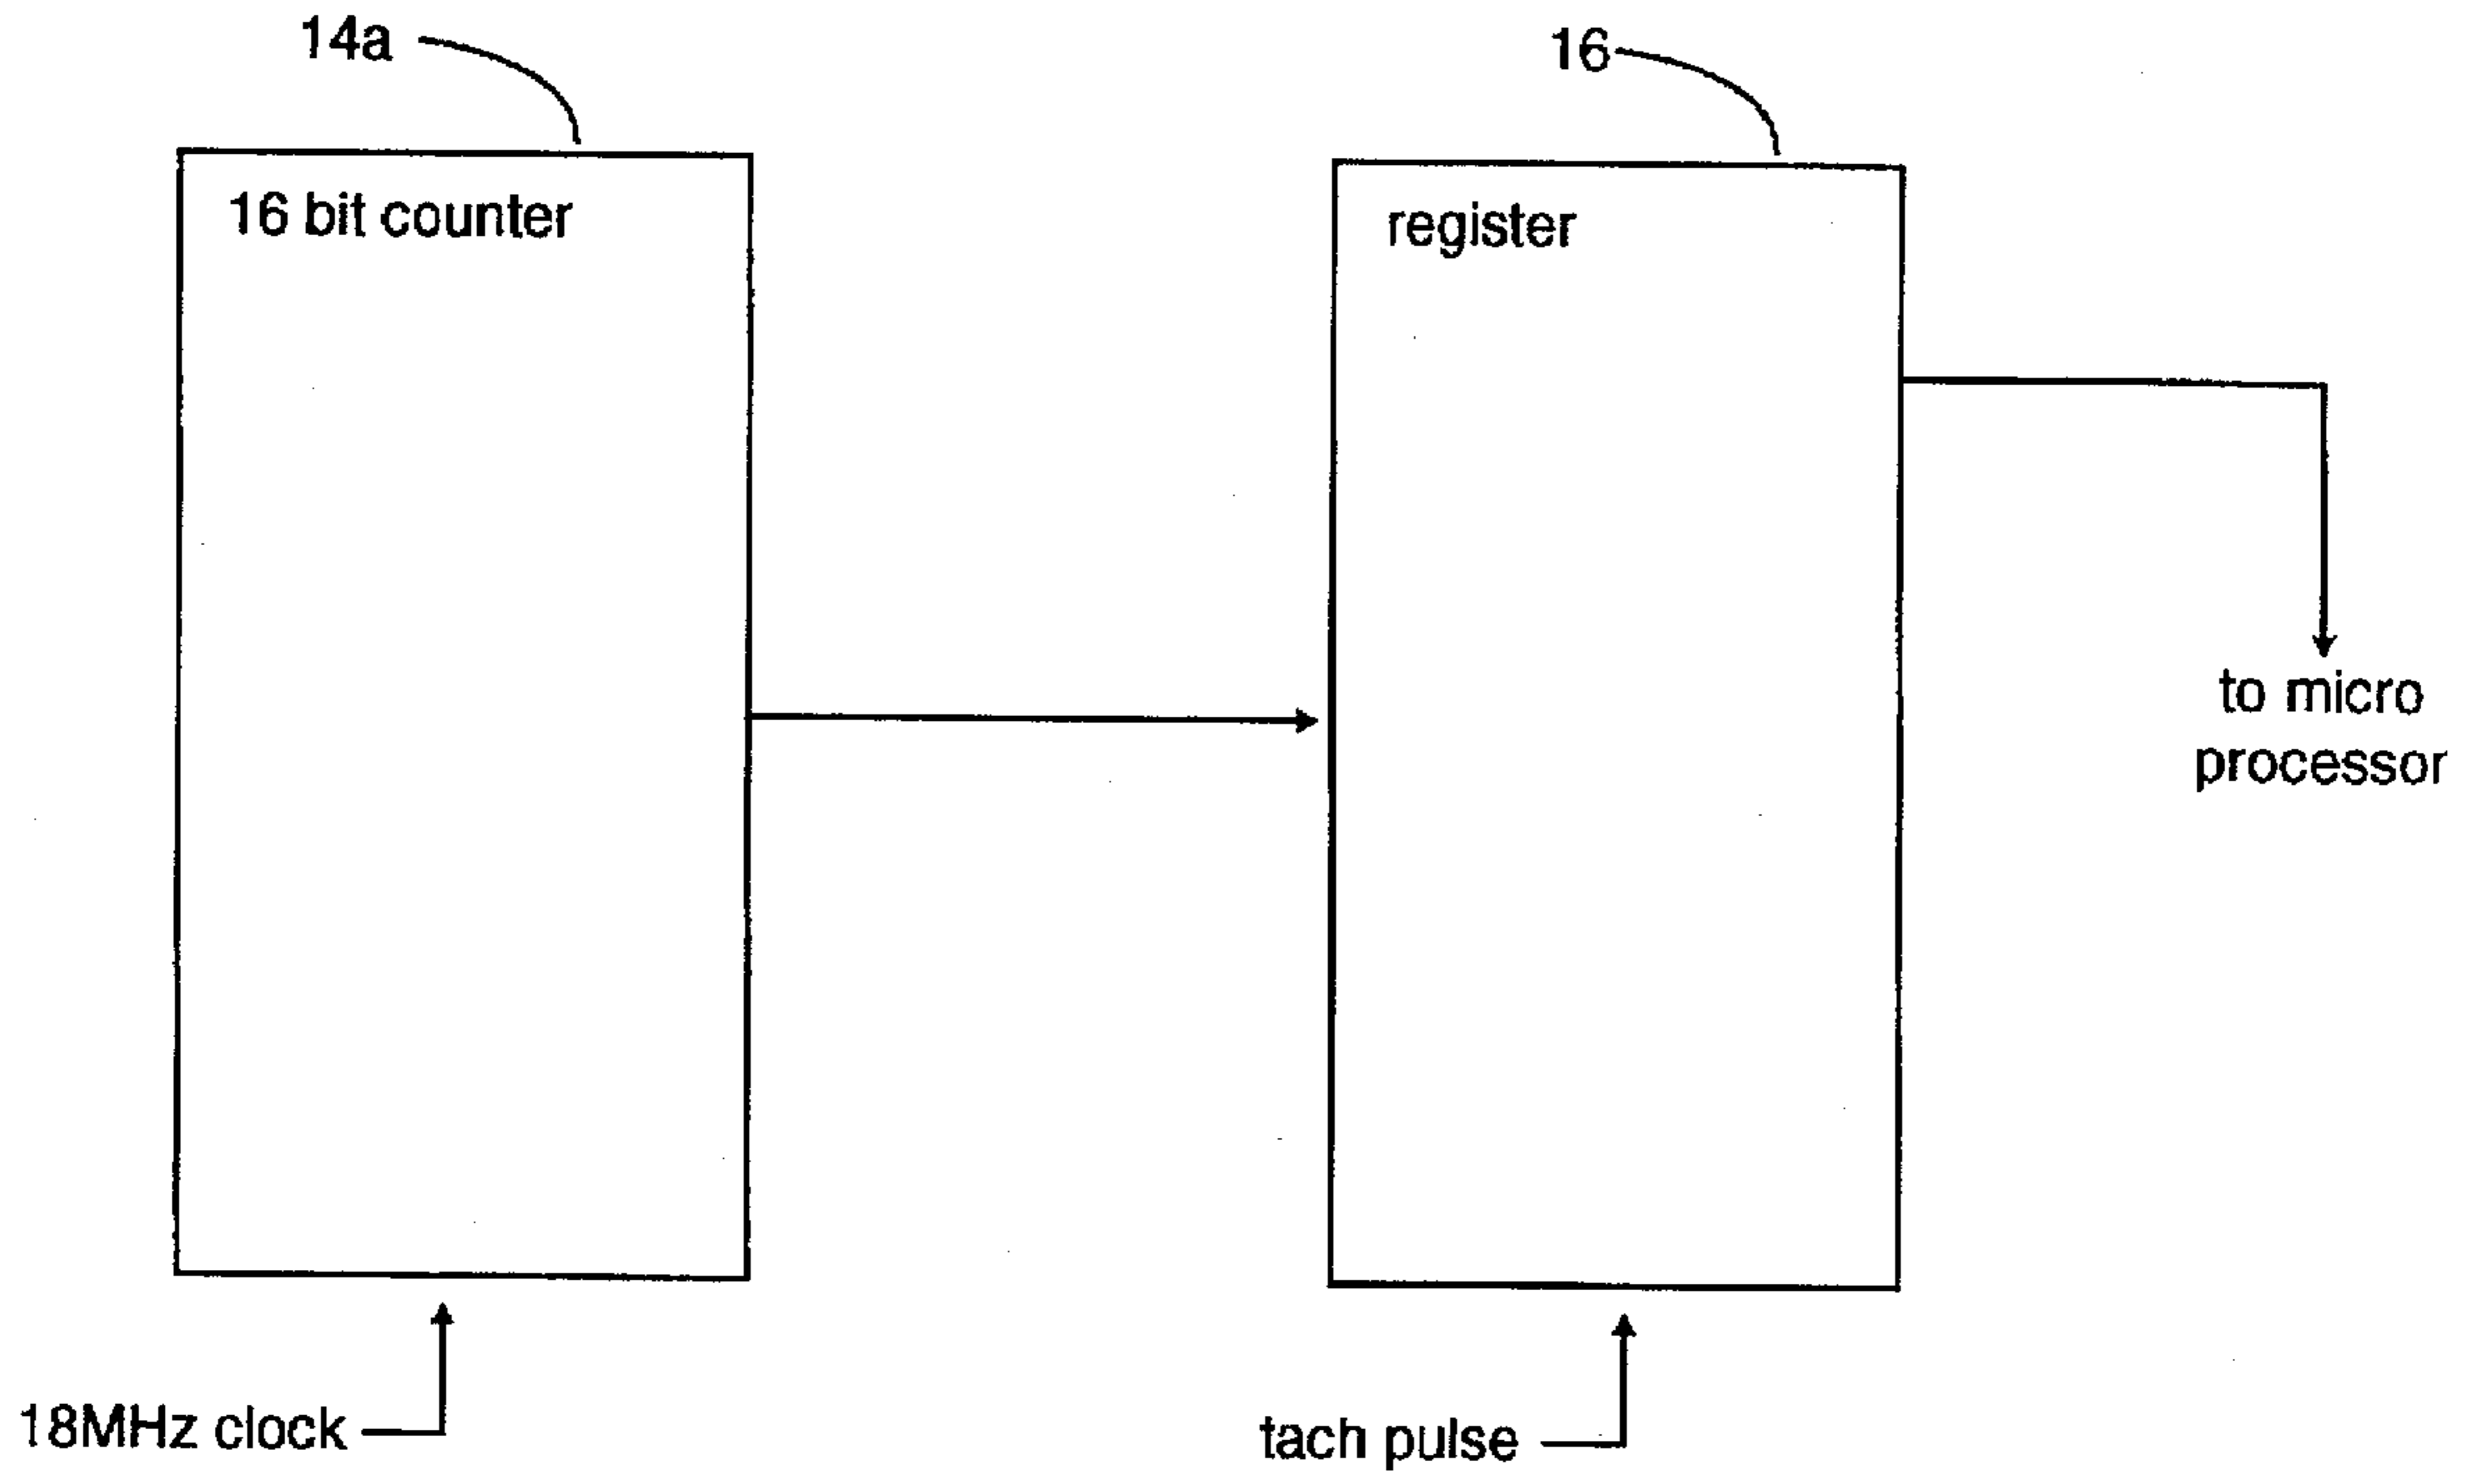 14a
16
16 bit counter
register
to micro
processor
18MHz clock
tach pulse